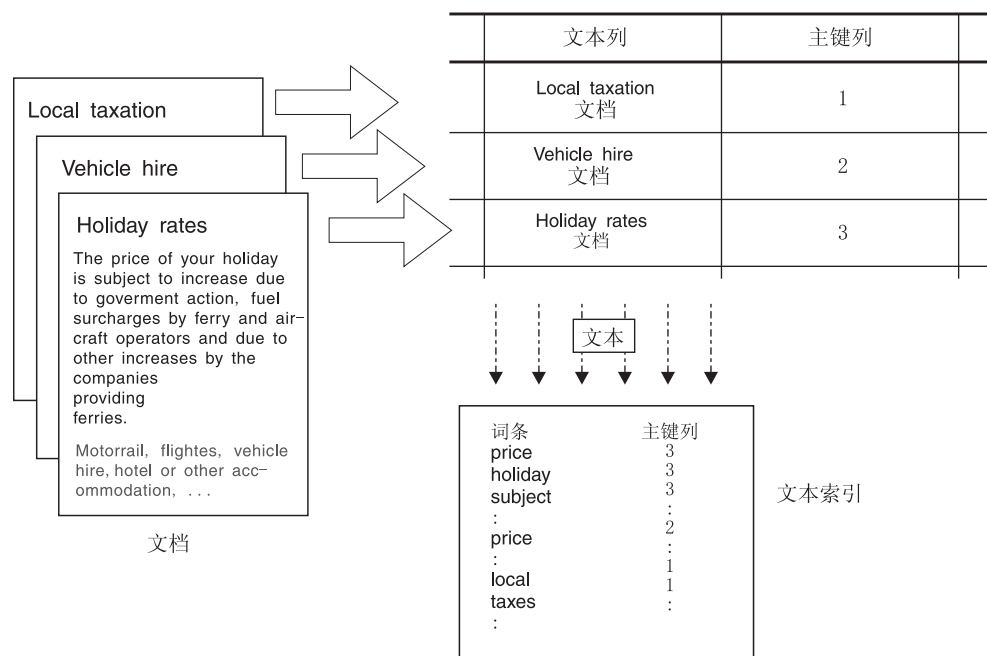 Local taxation
Vehicle hire
Holiday rates
The price of your holiday
is subject to increase due
to goverment action, fuel
surcharges by ferry and air-
craft operators and due to
other increases by the
companies
providing
ferries.
Motorrail, flightes, vehicle
hire, hotel or other acc-
ommodation, ...
文档
文本列 主键列
Local taxation 1
文档
Vehicle hire 2
文档
Holiday rates 3
文档
文本
词条 主键列
price 3
holiday 3
subject 3
: :
price 2
: :
local 1
taxes 1
: :
文本索引